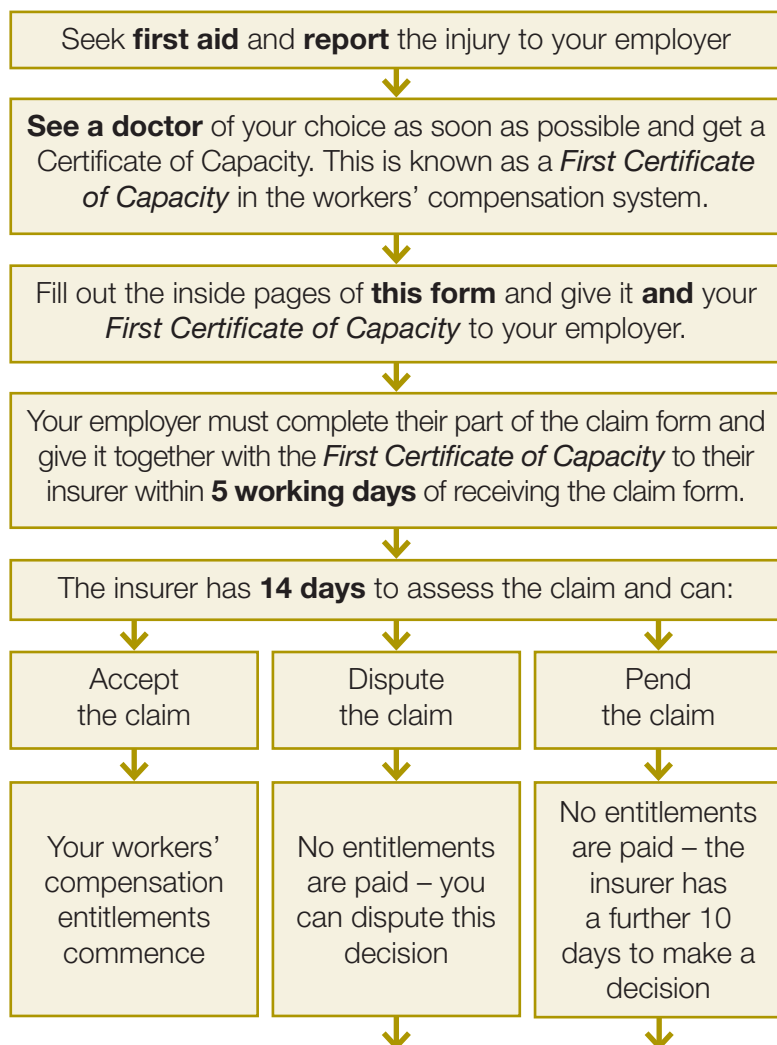 Seek first aid and report the injury to your employer
See a doctor of your choice as soon as possible and get a
Certificate of Capacity. This is known as a First Certificate
of Capacity in the workers’ compensation system.
Fill out the inside pages of this form and give it and your
First Certificate of Capacity to your employer.
Your employer must complete their part of the claim form and
give it together with the First Certificate of Capacity to their
insurer within 5 working days of receiving the claim form.
The insurer has 14 days to assess the claim and can:
Accept
the claim
Dispute
the claim
Pend
the claim
Your workers’
compensation
entitlements
commence
No entitlements
are paid – you
can dispute this
decision
No entitlements
are paid – the
insurer has
a further 10
days to make a
decision